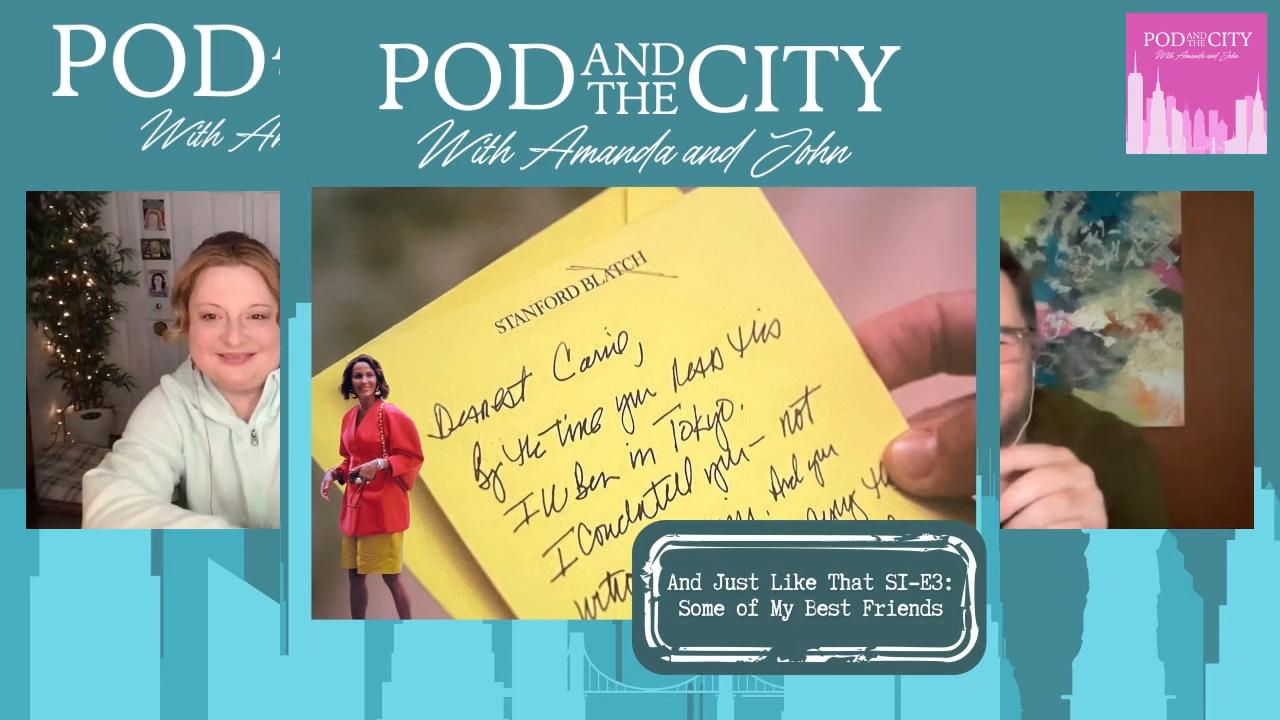 POD
With A
POD AND THE CITY
With Amanda and John
POD AND THE CITY
With Amanda and John
STANFORD BLATCH
Dearest Carrie,
By the time you read this
I'll Be in Tokyo.
I Couldn't tell you - not
And you
And Just Like That S1-E3:
Some of My Best Friends